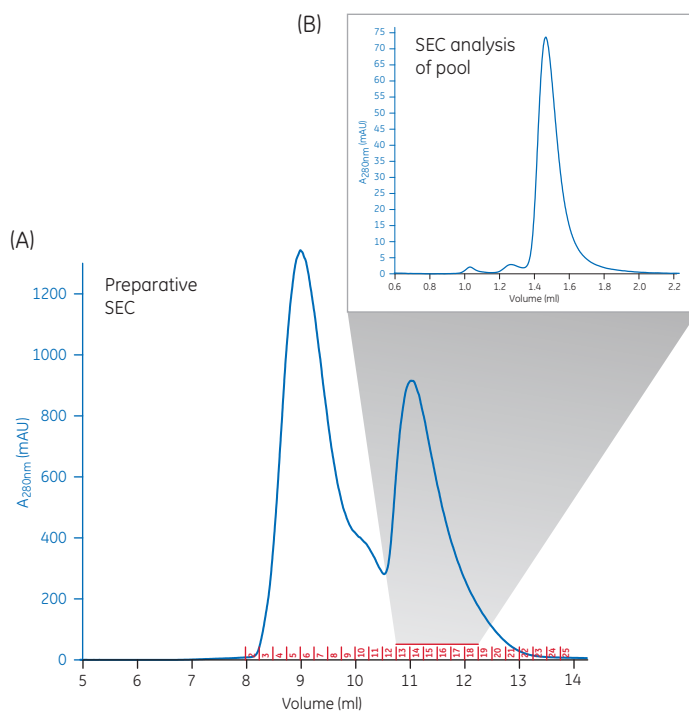 (B)
SEC analysis
of pool
A280nm (mAU)
75
70
65
60
55
50
45
40
35
30
25
20
15
10
5
0
0.6 0.8 1.0 1.2 1.4 1.6 1.8 2.0 2.2
Volume (ml)
(A)
Preparative
SEC
A280nm (mAU)
1200
1000
800
600
400
200
0
2 3 4 5 6 7 8 9 10 11 12 13 14 15 16 17 18 19 20 21 22 23 24 25
5 6 7 8 9 10 11 12 13 14
Volume (ml)